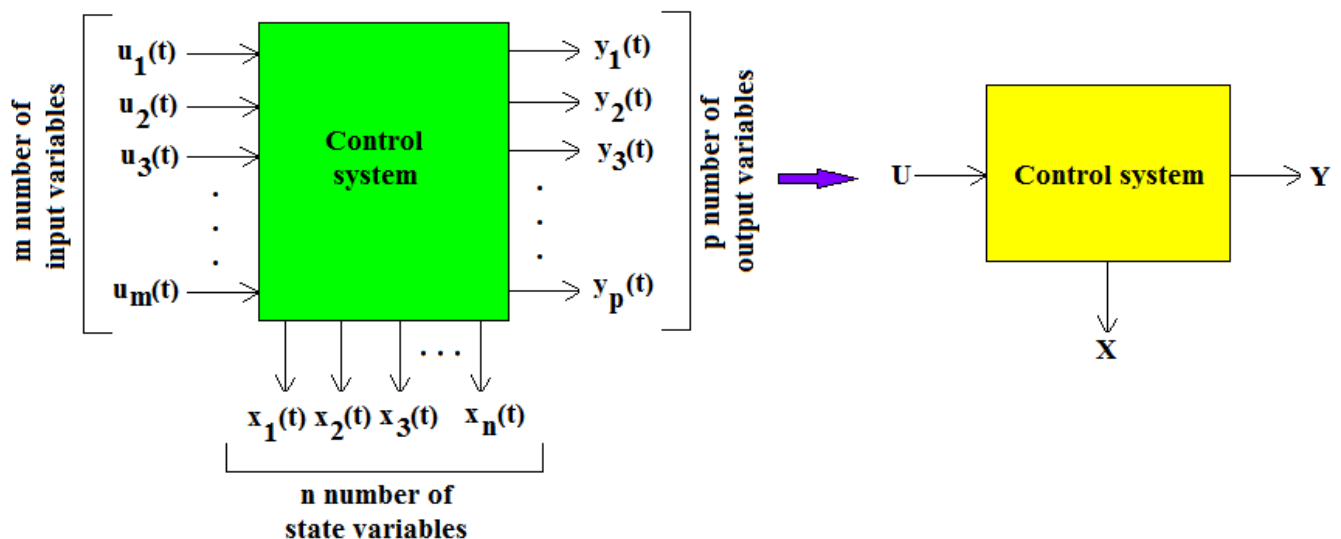 m number of
input variables
u1(t)
u2(t)
u3(t)
um(t)
Control
system
y1(t)
y2(t)
y3(t)
yp(t)
p number of
output variables
x1(t) x2(t) x3(t) xn(t)
n number of
state variables
U
Control system
Y
X